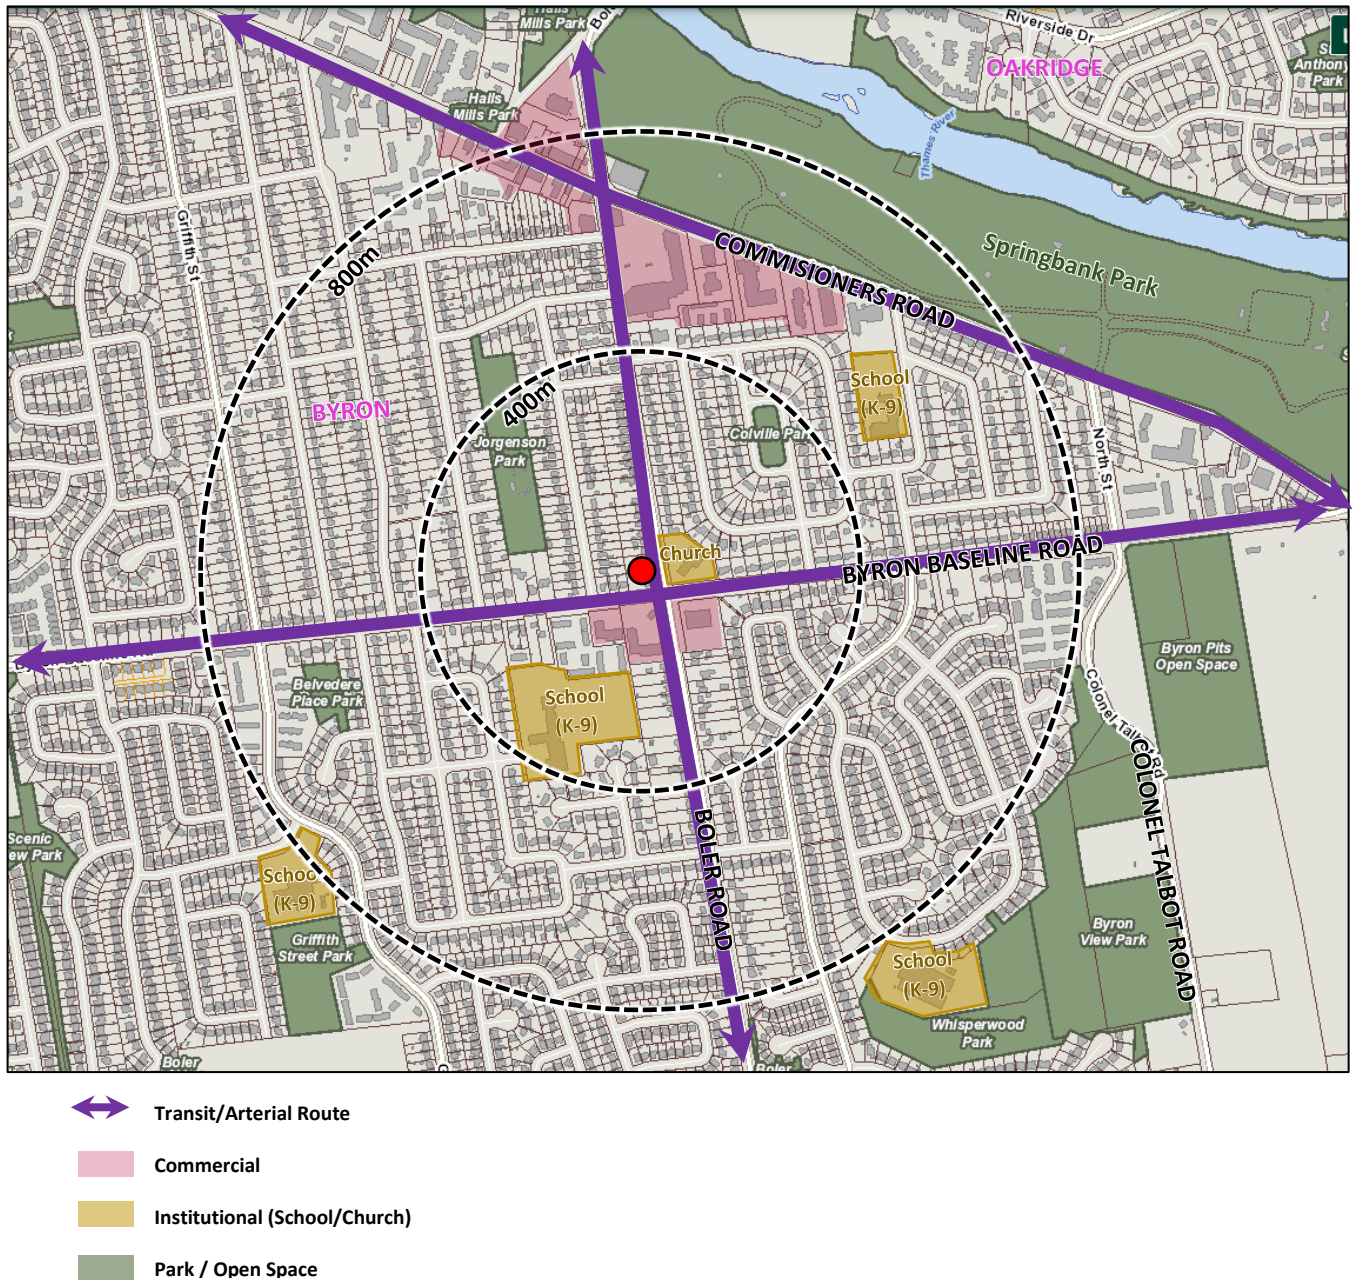 Halls
Mills Park
Riverside Dr
OAKRIDGE
Anthony
Park
Halls
Mills Park
Thames River
Griffith St
800m
COMMISIONERS ROAD
Springbank Park
400m
BYRON
Jorgenson
Park
Colville Par
School
(K-9)
North St
Church
BYRON BASELINE ROAD
Byron Pits
Open Space
Belvedere
Place Park
School
(K-9)
Colonel Talbot Rd
COLONEL TALBOT ROAD
BOLER ROAD
Scenic
ew Park
School
(K-9)
Griffith
Street Park
Byron
View Park
School
(K-9)
Whisperwood
Park
Boler
Boler
Transit/Arterial Route
Commercial
Institutional (School/Church)
Park / Open Space